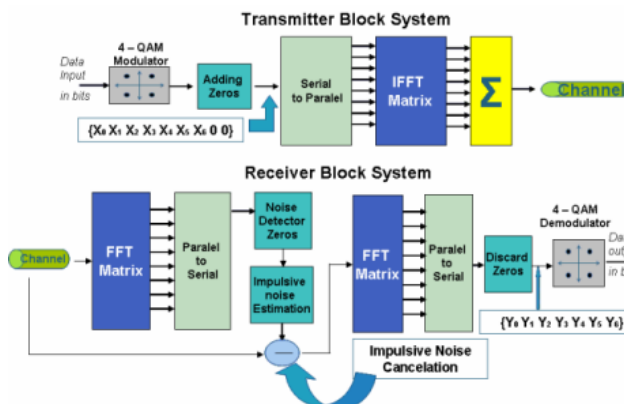 Transmitter Block System
4 – QAM
Modulator
Data
Input
in bits
Adding
Zeros
Serial
to Paralel
IFFT
Matrix
Σ
Channel
{X₀ X₁ X₂ X₃ X₄ X₅ X₆ 0 0}
Receiver Block System
Channel
FFT
Matrix
Paralel
to
Serial
Noise
Detector
Zeros
Impulsive
noise
Estimation
—
FFT
Matrix
Paralel
to
Serial
Discard
Zeros
4 – QAM
Demodulator
Da
out
in b
{Y₀ Y₁ Y₂ Y₃ Y₄ Y₅ Y₆}
Impulsive Noise
Cancelation